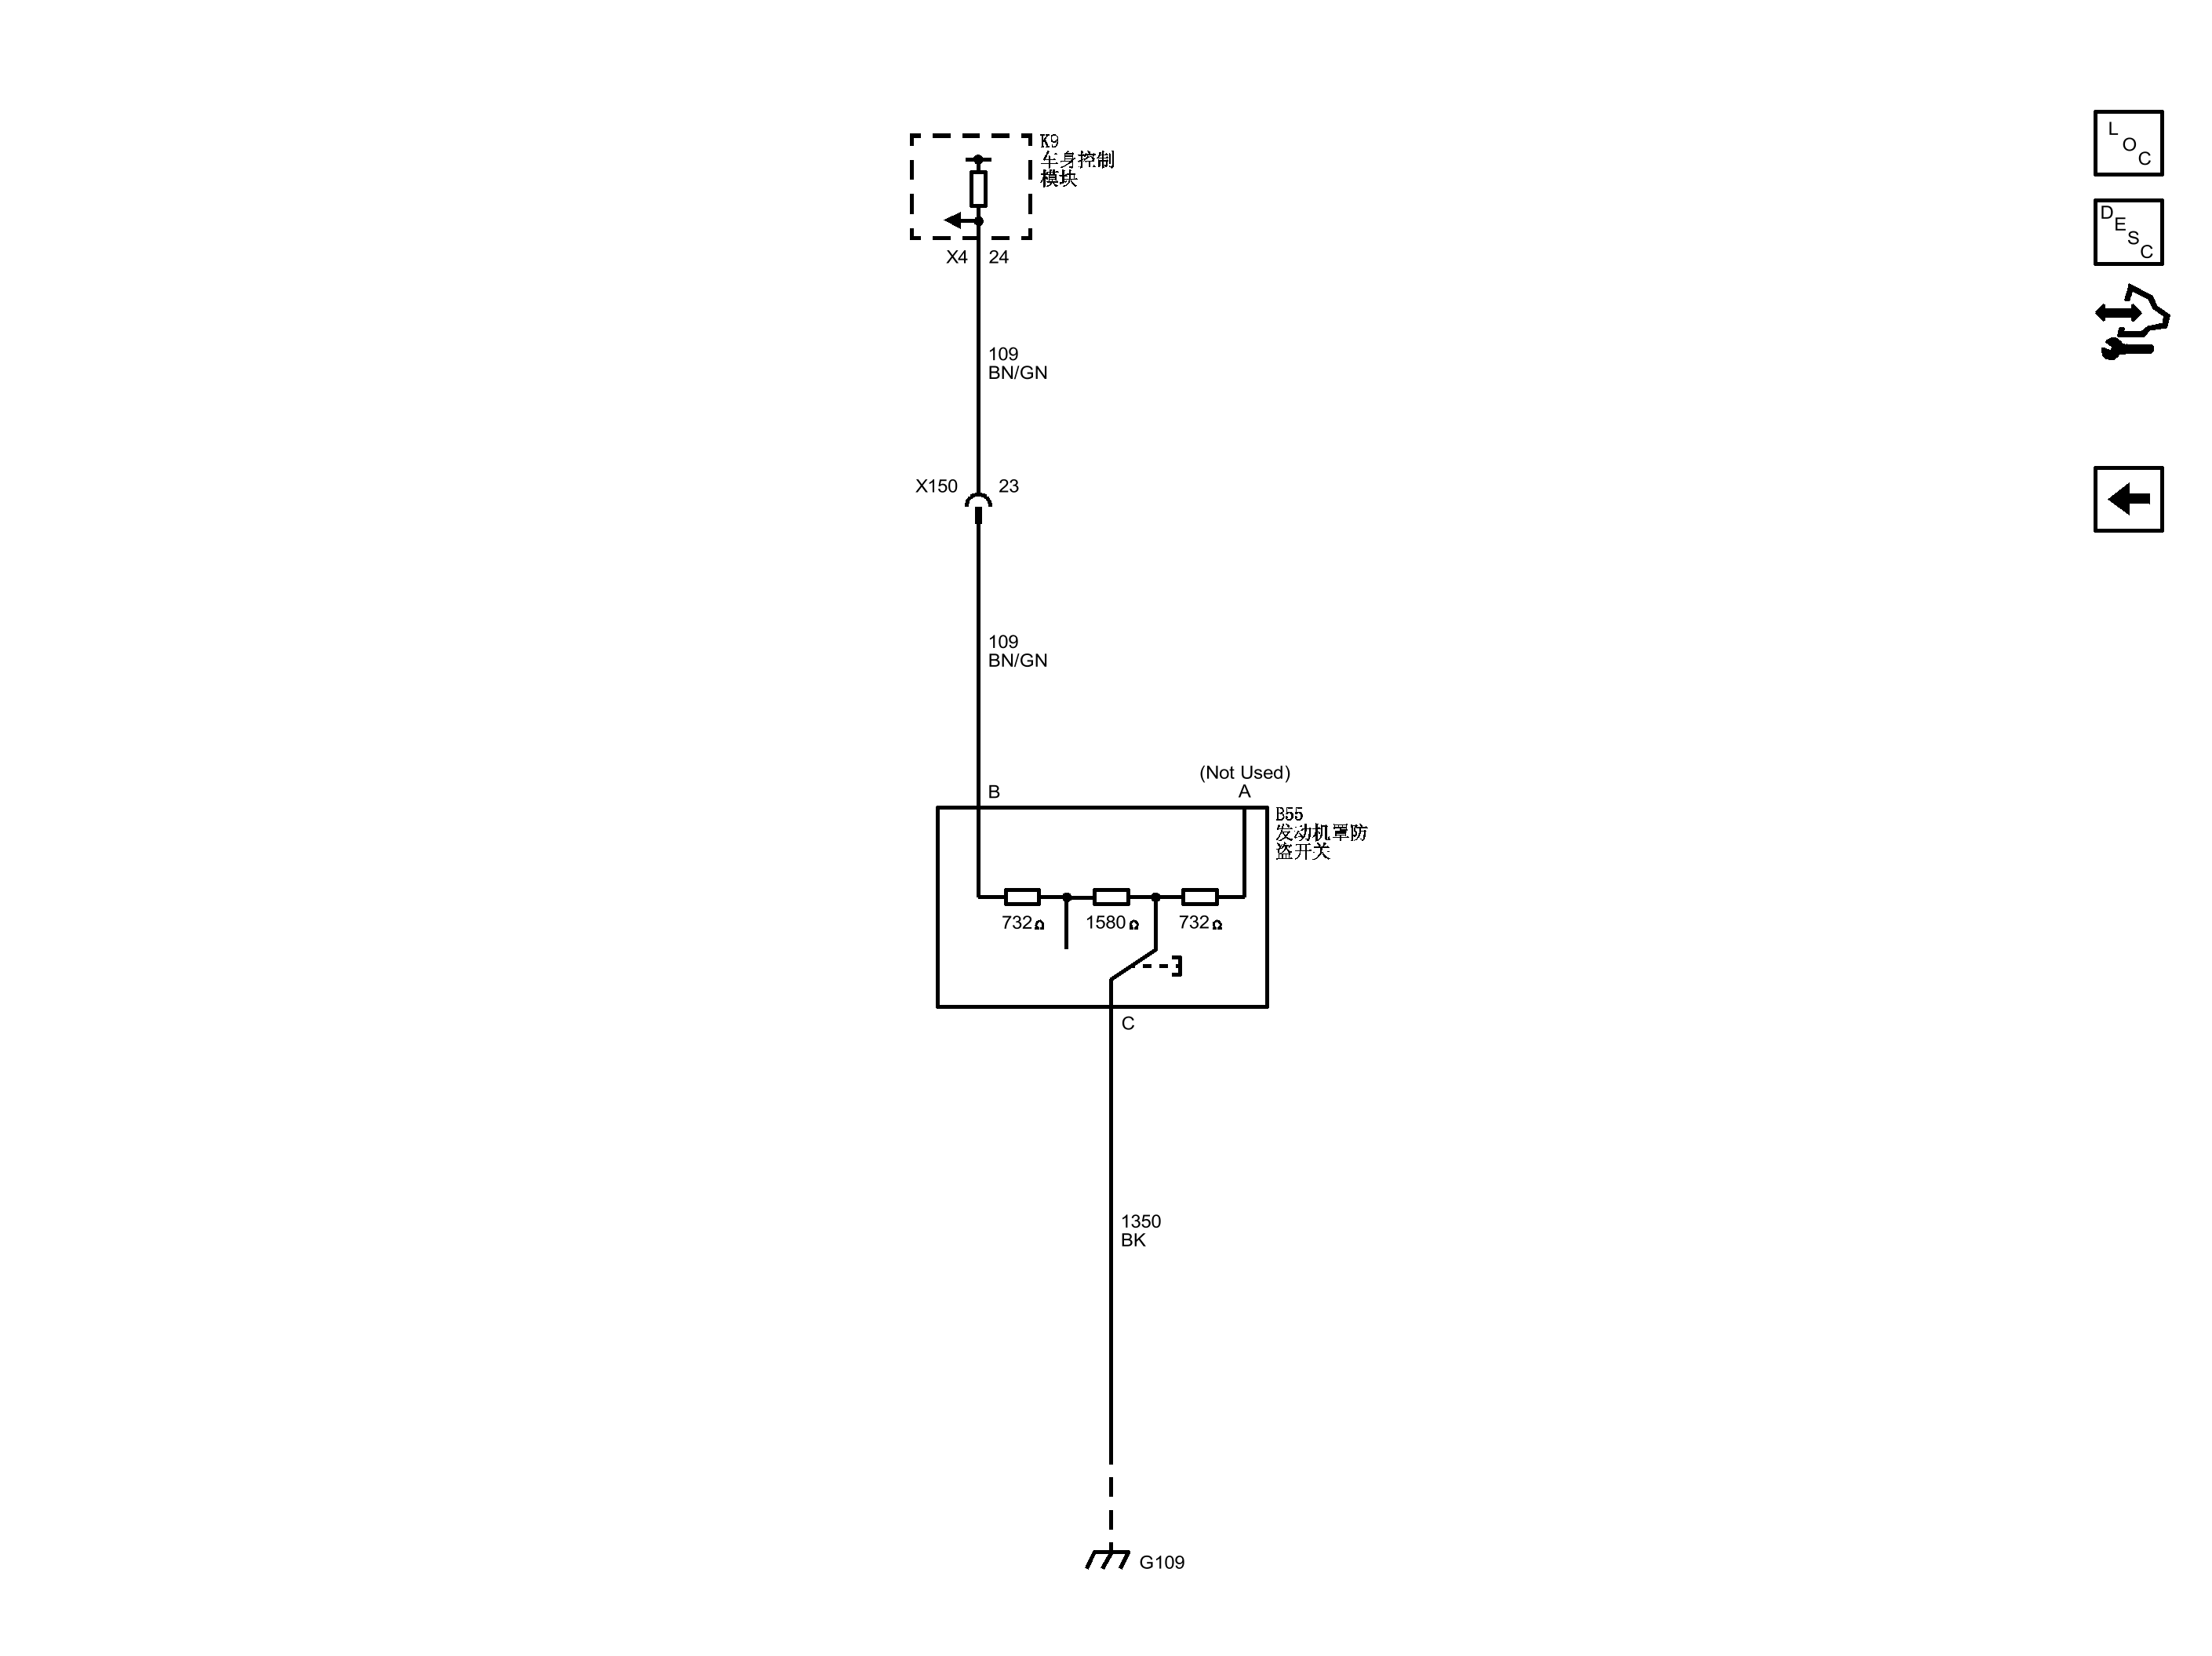 K9
车身控制
模块
X4 24
109
BN/GN
X150 23
109
BN/GN
(Not Used)
B A
B55
发动机罩防
盗开关
732Ω 1580Ω 732Ω
C
1350
BK
G109
LOC
DESC